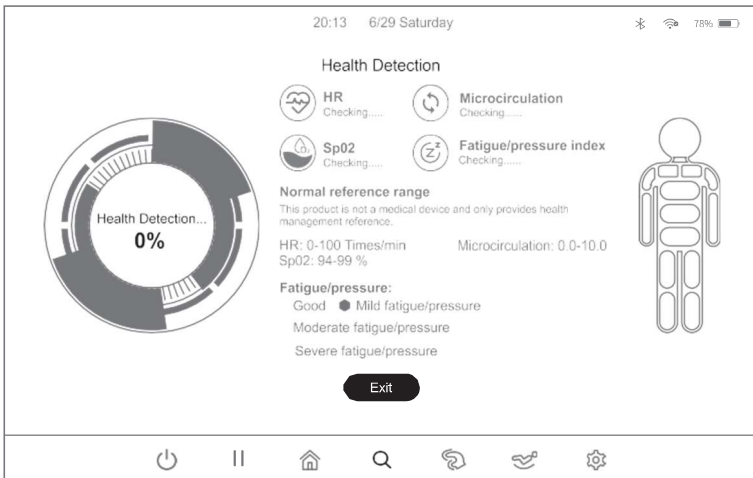 20:13 6/29 Saturday 78%
Health Detection
HR
Checking.....
Microcirculation
Checking......
Sp02
Checking.....
Fatigue/pressure index
Checking......
Health Detection...
0%
Normal reference range
This product is not a medical device and only provides health
management reference.
HR: 0-100 Times/min Microcirculation: 0.0-10.0
Sp02: 94-99 %
Fatigue/pressure:
Good Mild fatigue/pressure
Moderate fatigue/pressure
Severe fatigue/pressure
Exit